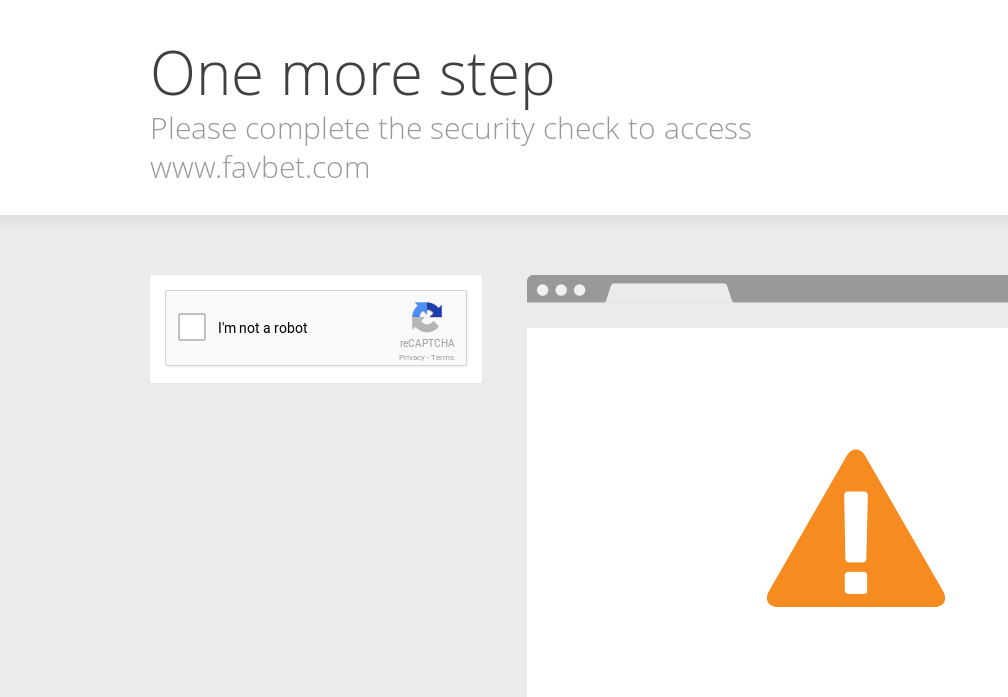 One more step
Please complete the security check to access
www.favbet.com
I'm not a robot
reCAPTCHA
Privacy - Terms